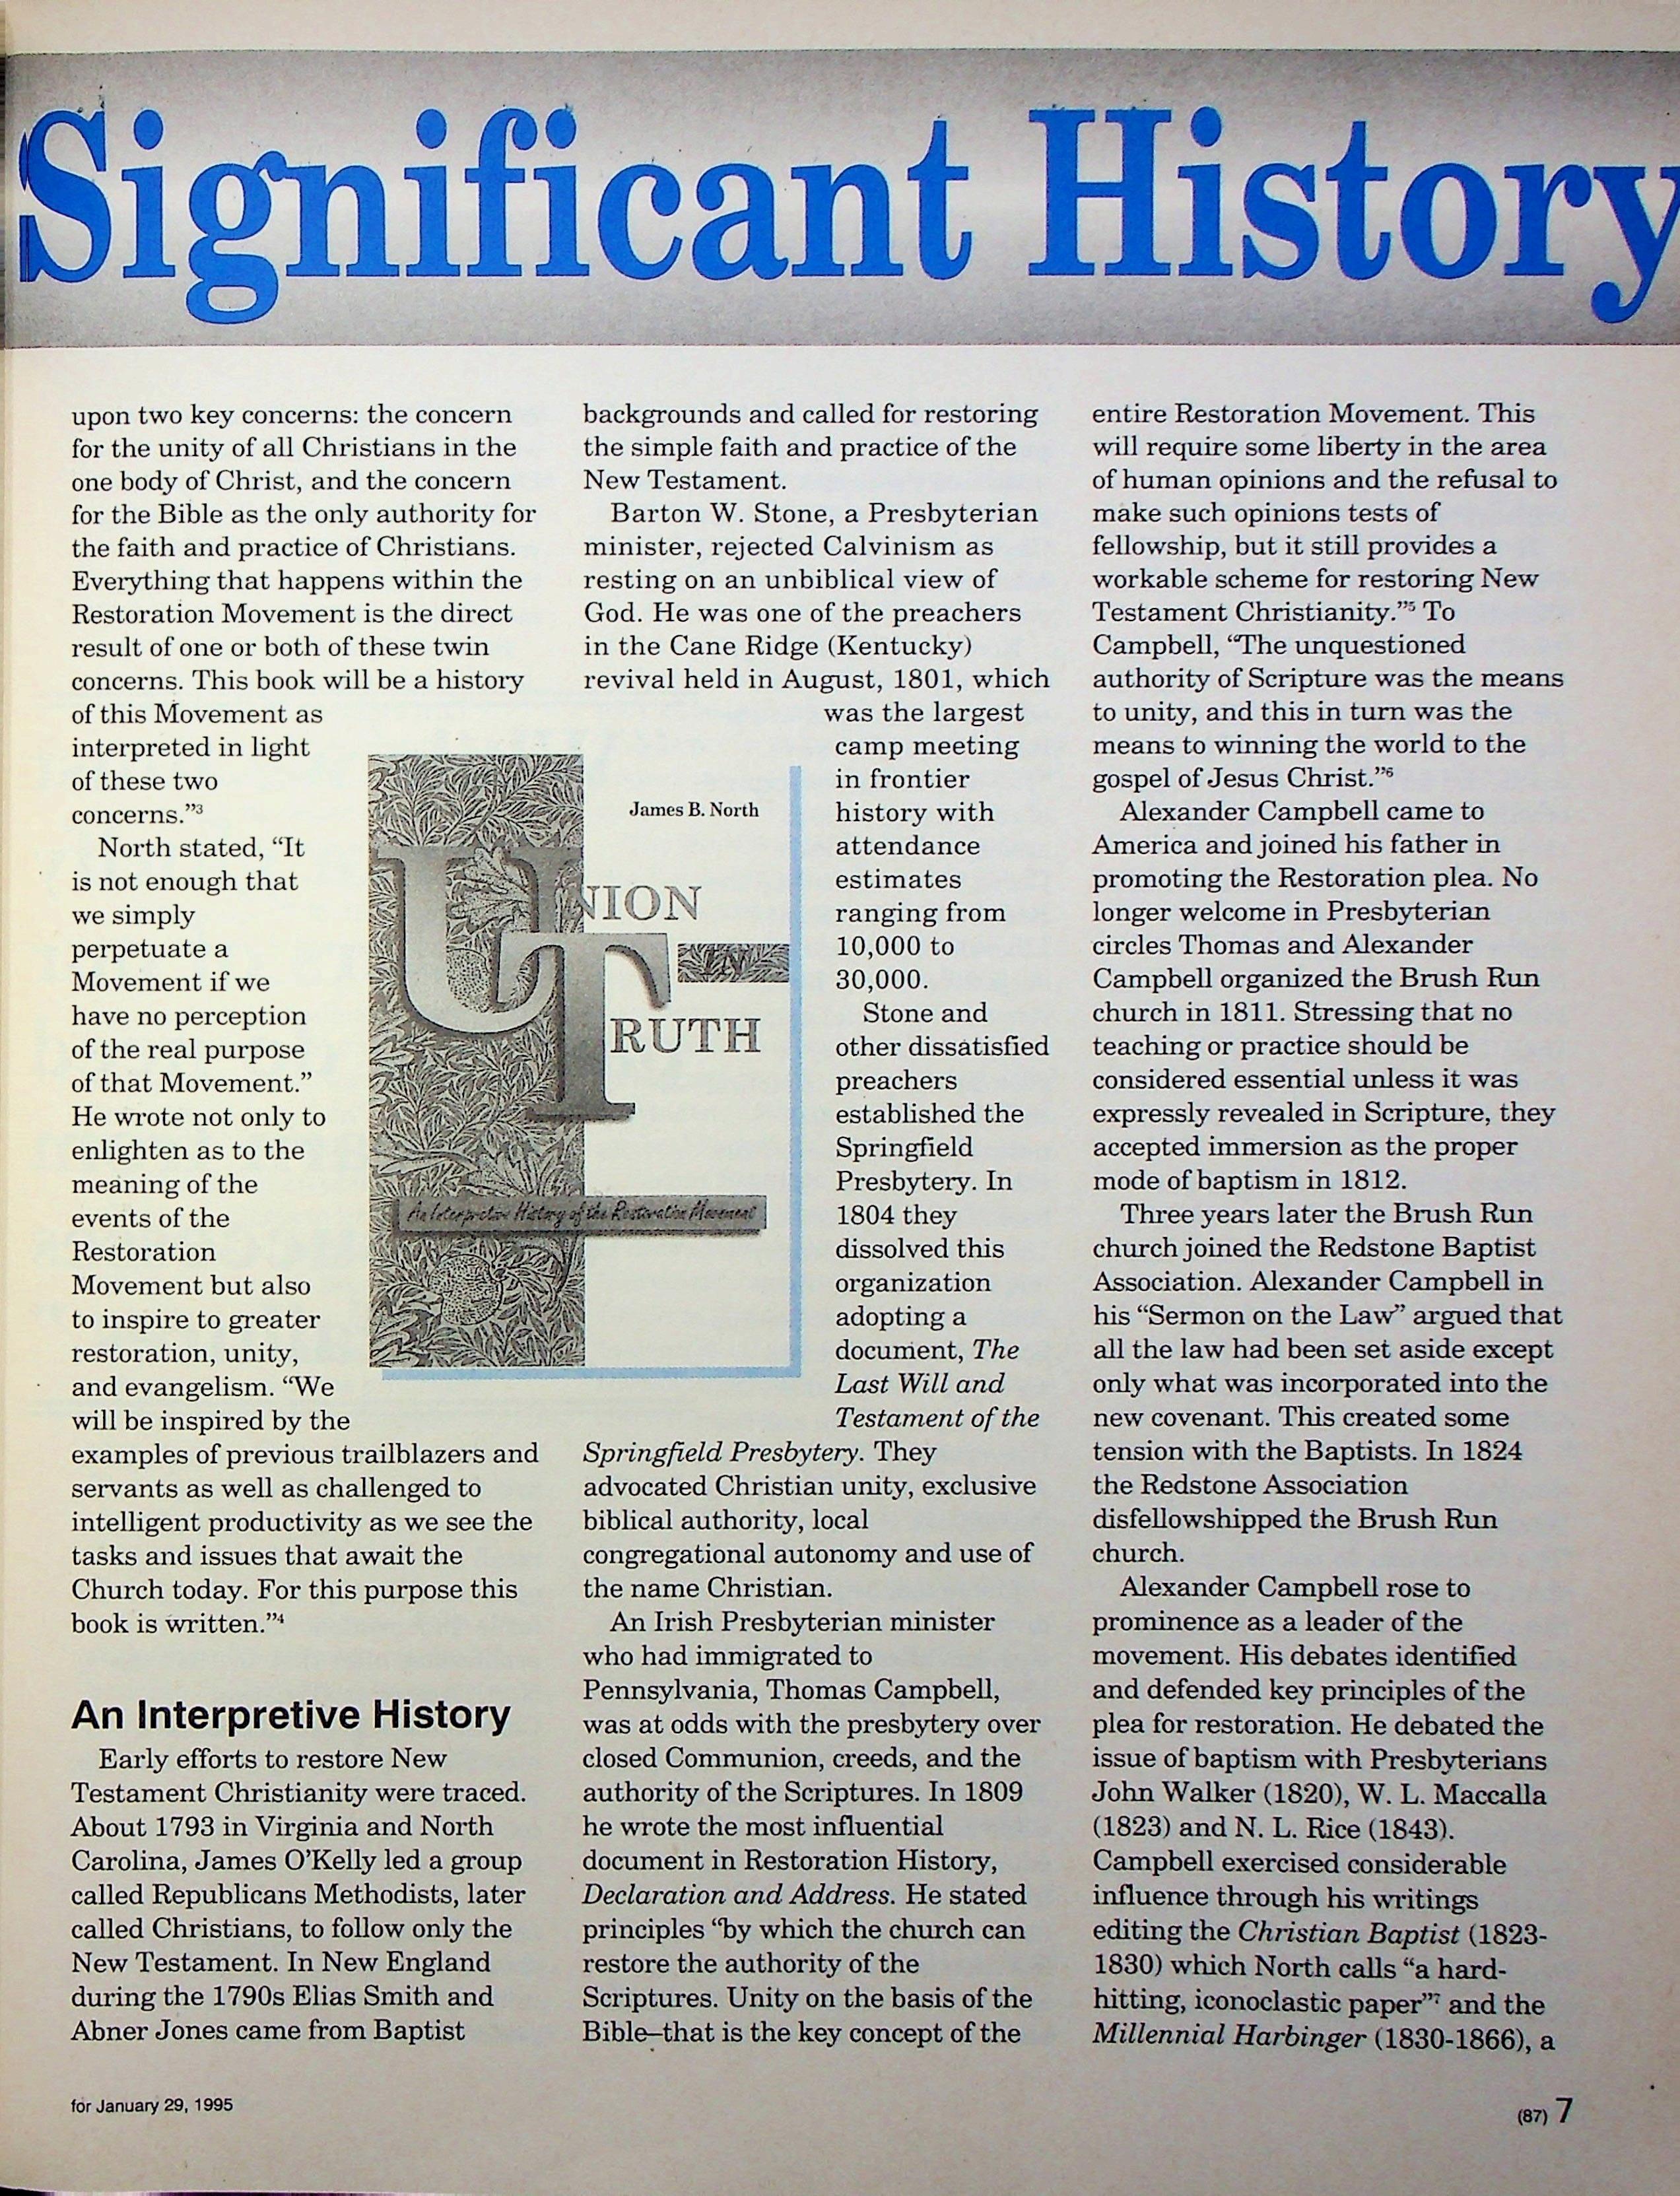 Significant History
upon two key concerns: the concern
for the unity of all Christians in the
one body of Christ, and the concern
for the Bible as the only authority for
the faith and practice of Christians.
Everything that happens within the
Restoration Movement is the direct
result of one or both of these twin
concerns. This book will be a history
of this Movement as
interpreted in light
of these two
concerns.”³
North stated, “It
is not enough that
we simply
perpetuate a
Movement if we
have no perception
of the real purpose
of that Movement.”
He wrote not only to
enlighten as to the
meaning of the
events of the
Restoration
Movement but also
to inspire to greater
restoration, unity,
and evangelism. “We
will be inspired by the
examples of previous trailblazers and
servants as well as challenged to
intelligent productivity as we see the
tasks and issues that await the
Church today. For this purpose this
book is written.”⁴
An Interpretive History
Early efforts to restore New
Testament Christianity were traced.
About 1793 in Virginia and North
Carolina, James O’Kelly led a group
called Republicans Methodists, later
called Christians, to follow only the
New Testament. In New England
during the 1790s Elias Smith and
Abner Jones came from Baptist
James B. North
UNION
IN
TRUTH
An Interpretive History of the Restoration Movement
backgrounds and called for restoring
the simple faith and practice of the
New Testament.
Barton W. Stone, a Presbyterian
minister, rejected Calvinism as
resting on an unbiblical view of
God. He was one of the preachers
in the Cane Ridge (Kentucky)
revival held in August, 1801, which
was the largest
camp meeting
in frontier
history with
attendance
estimates
ranging from
10,000 to
30,000.
Stone and
other dissatisfied
preachers
established the
Springfield
Presbytery. In
1804 they
dissolved this
organization
adopting a
document, The
Last Will and
Testament of the
Springfield Presbytery. They
advocated Christian unity, exclusive
biblical authority, local
congregational autonomy and use of
the name Christian.
An Irish Presbyterian minister
who had immigrated to
Pennsylvania, Thomas Campbell,
was at odds with the presbytery over
closed Communion, creeds, and the
authority of the Scriptures. In 1809
he wrote the most influential
document in Restoration History,
Declaration and Address. He stated
principles “by which the church can
restore the authority of the
Scriptures. Unity on the basis of the
Bible–that is the key concept of the
entire Restoration Movement. This
will require some liberty in the area
of human opinions and the refusal to
make such opinions tests of
fellowship, but it still provides a
workable scheme for restoring New
Testament Christianity.”⁵ To
Campbell, “The unquestioned
authority of Scripture was the means
to unity, and this in turn was the
means to winning the world to the
gospel of Jesus Christ.”⁶
Alexander Campbell came to
America and joined his father in
promoting the Restoration plea. No
longer welcome in Presbyterian
circles Thomas and Alexander
Campbell organized the Brush Run
church in 1811. Stressing that no
teaching or practice should be
considered essential unless it was
expressly revealed in Scripture, they
accepted immersion as the proper
mode of baptism in 1812.
Three years later the Brush Run
church joined the Redstone Baptist
Association. Alexander Campbell in
his “Sermon on the Law” argued that
all the law had been set aside except
only what was incorporated into the
new covenant. This created some
tension with the Baptists. In 1824
the Redstone Association
disfellowshipped the Brush Run
church.
Alexander Campbell rose to
prominence as a leader of the
movement. His debates identified
and defended key principles of the
plea for restoration. He debated the
issue of baptism with Presbyterians
John Walker (1820), W. L. Maccalla
(1823) and N. L. Rice (1843).
Campbell exercised considerable
influence through his writings
editing the Christian Baptist (1823-
1830) which North calls “a hard-
hitting, iconoclastic paper”⁷ and the
Millennial Harbinger (1830-1866), a
for January 29, 1995
(87) 7